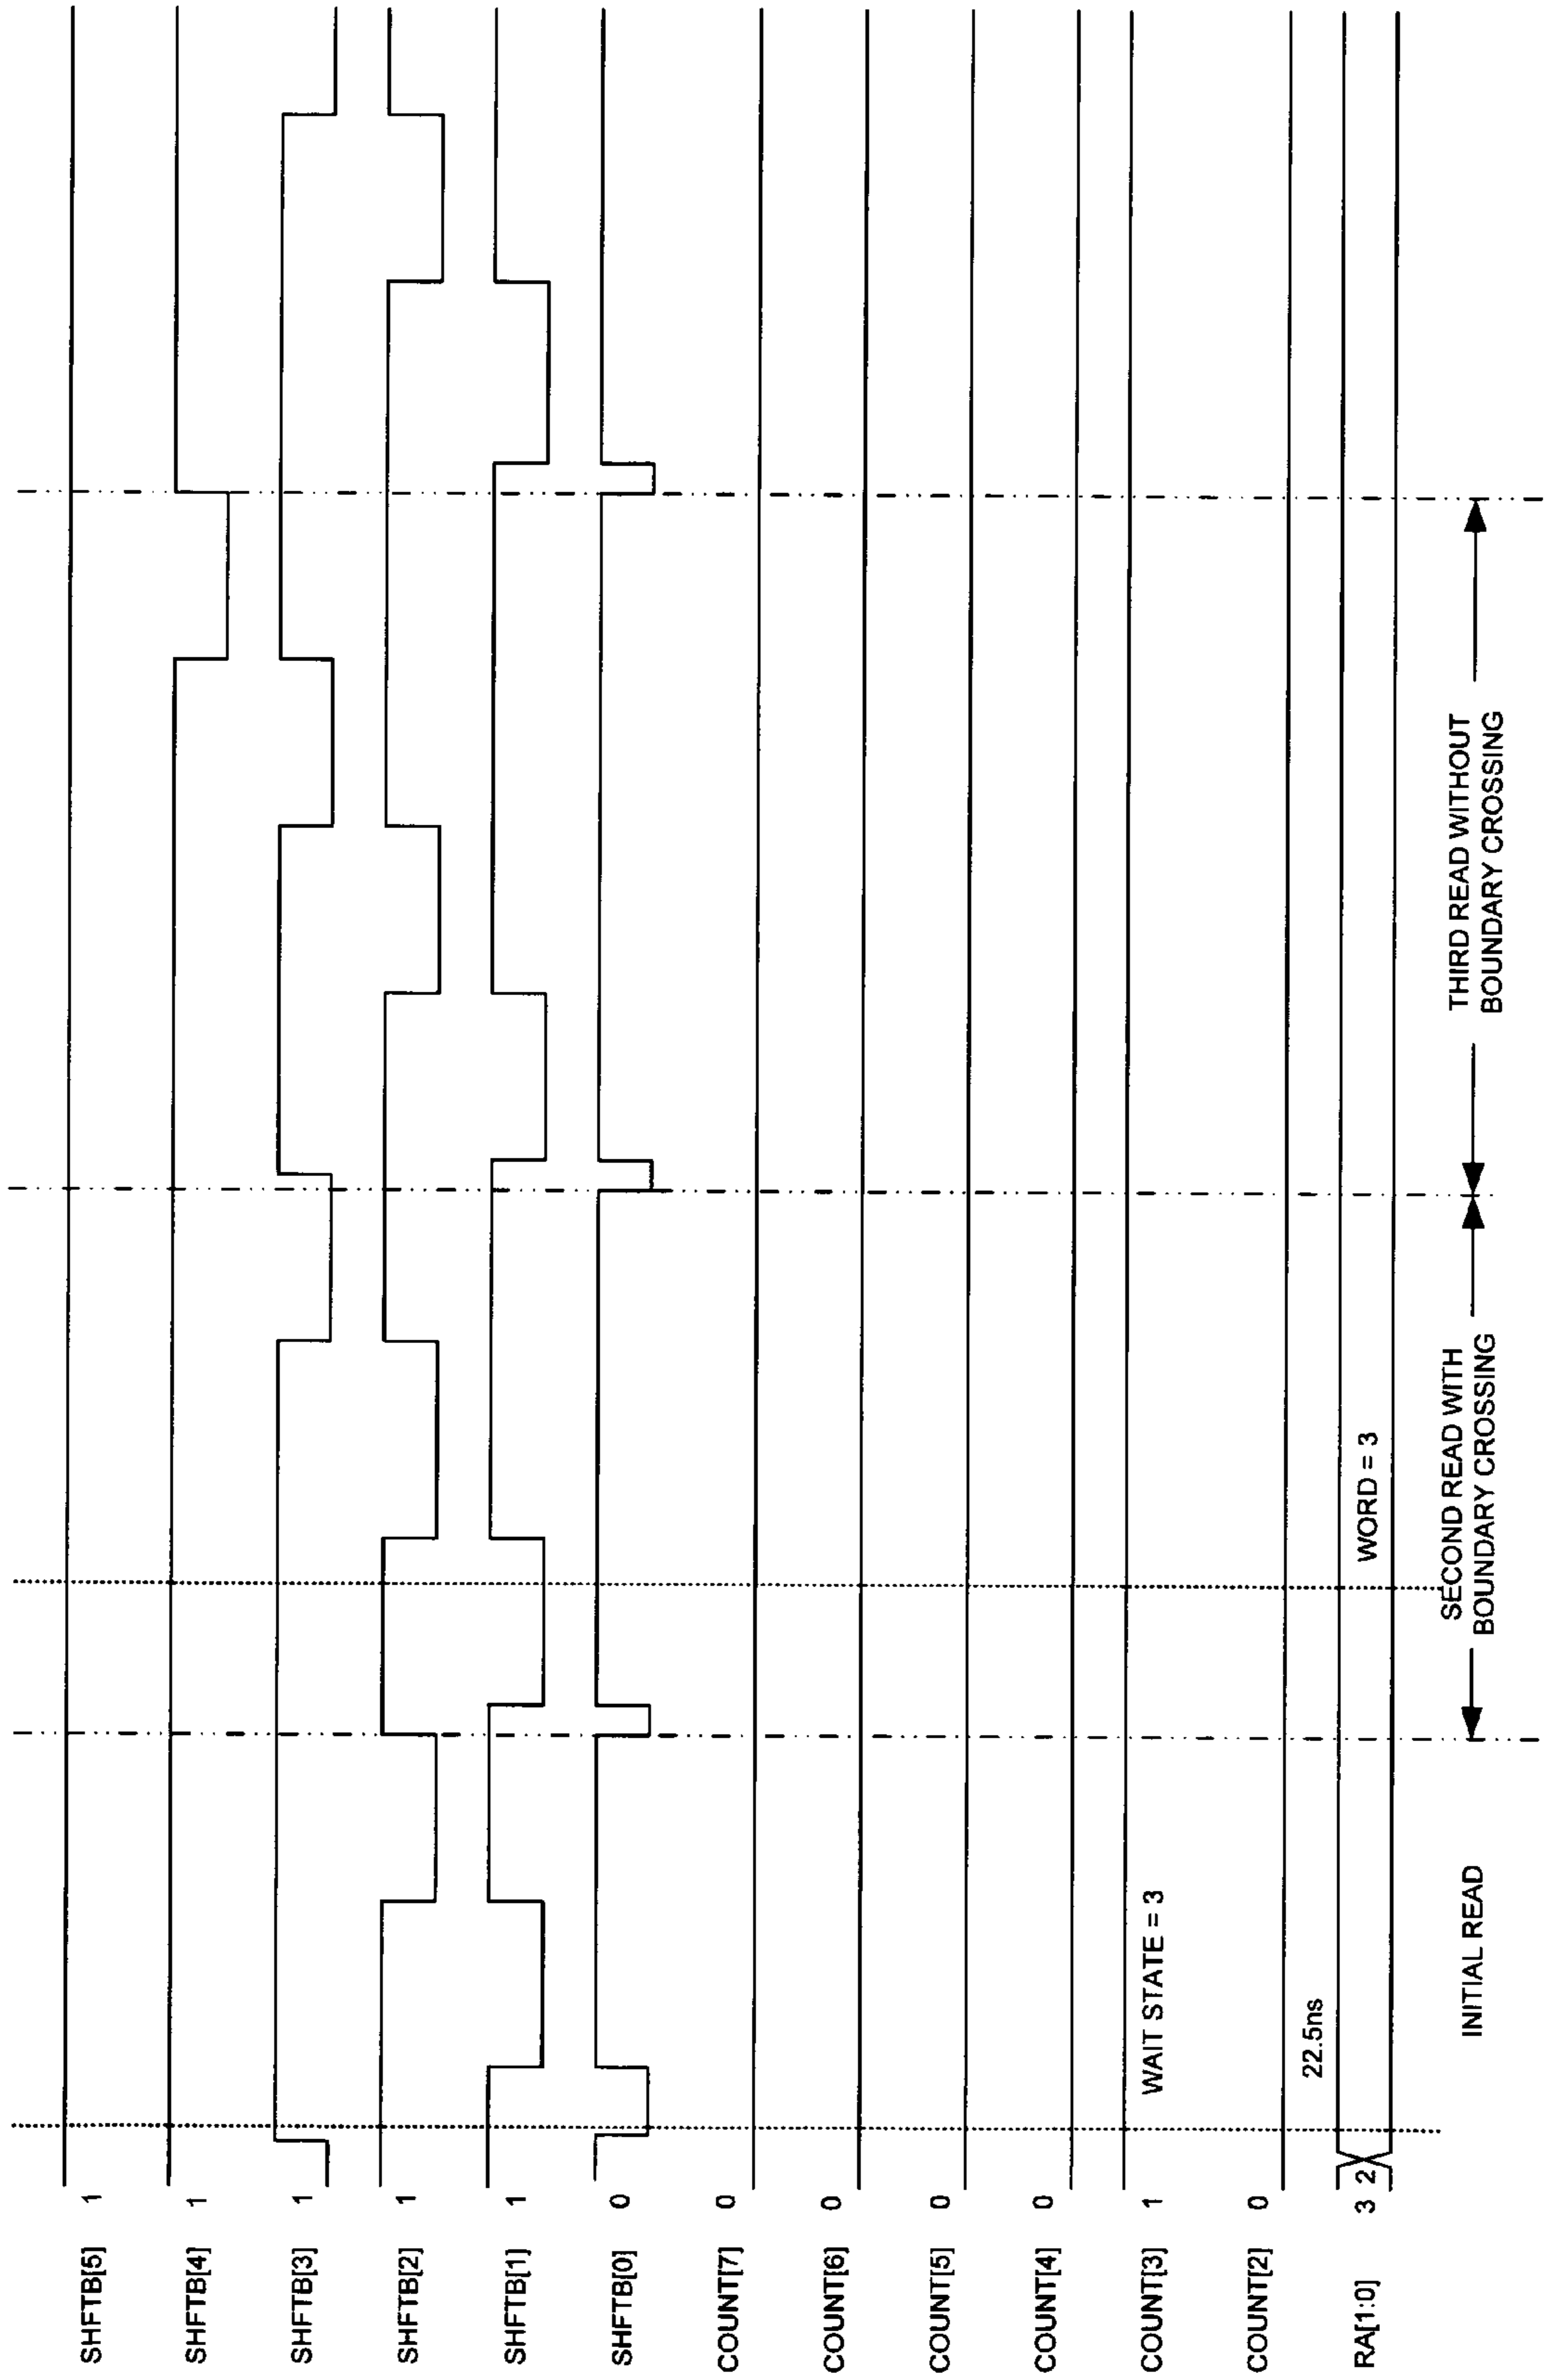 SHFTB[5] 1
SHFTB[4] 1
SHFTB[3] 1
SHFTB[2] 1
SHFTB[1] 1
SHFTB[0] 0
COUNT[7] 0
COUNT[6] 0
COUNT[5] 0
COUNT[4] 0
COUNT[3] 1
WAIT STATE = 3
COUNT[2] 0
22.5ns
RA[1:0] 3 2
WORD = 3
INITIAL READ
SECOND READ WITH
BOUNDARY CROSSING
THIRD READ WITHOUT
BOUNDARY CROSSING